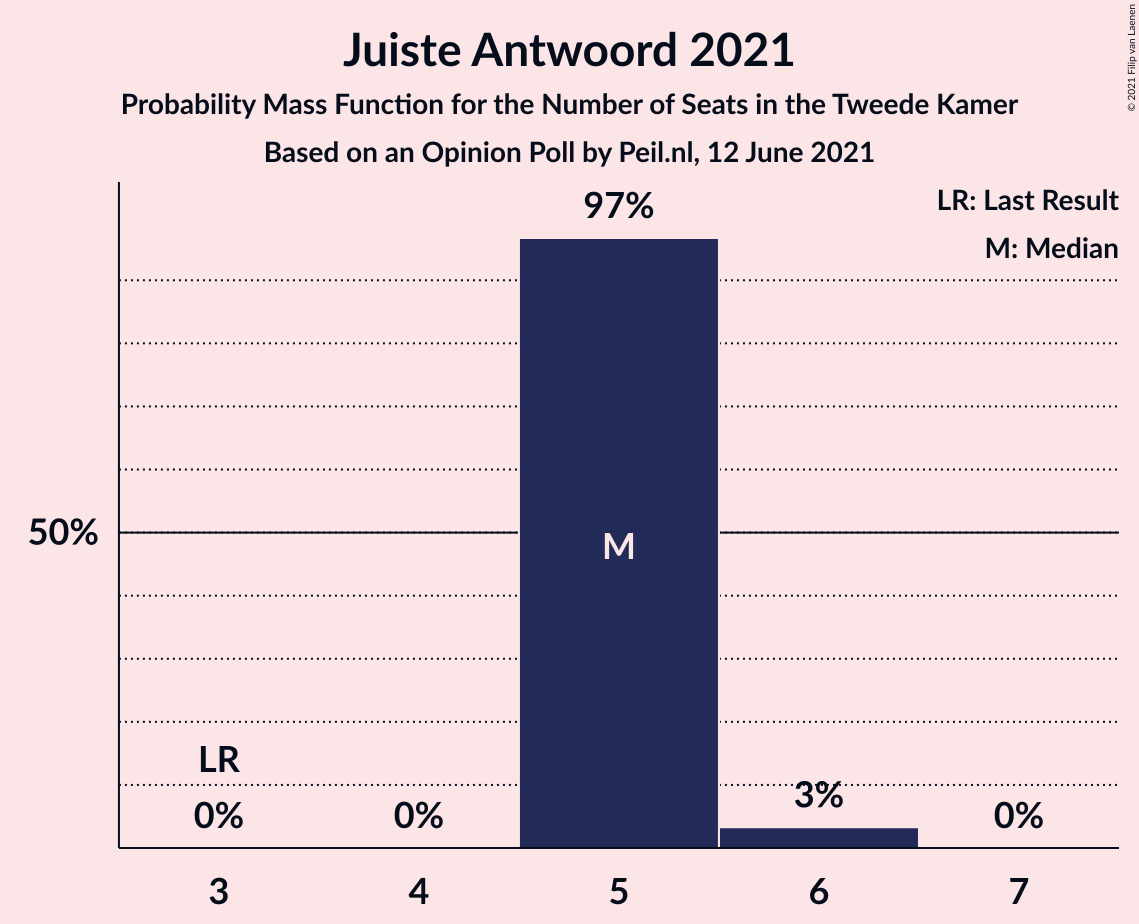 Juiste Antwoord 2021
Probability Mass Function for the Number of Seats in the Tweede Kamer
Based on an Opinion Poll by Peil.nl, 12 June 2021
© 2021 Filip van Laenen
LR: Last Result
M: Median
97%
50%
M
LR
0%
0%
3%
0%
3
4
5
6
7